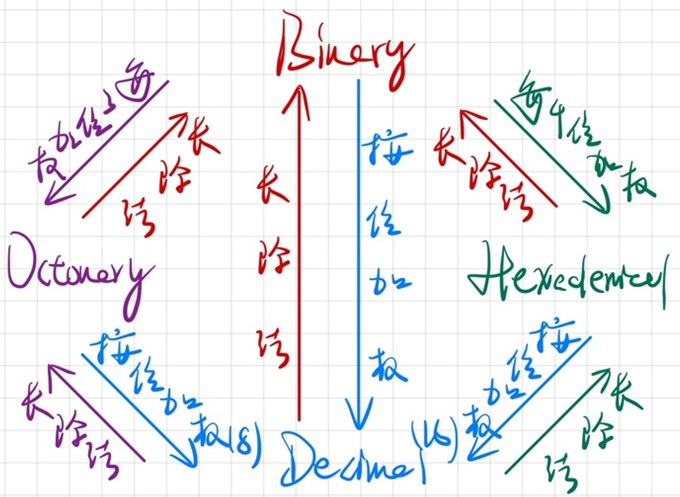 Binary
每3位加权
长除法
长除法
按位加权
长除法
每4位加权
Octonery
Hexedemical
长除法
按位加权(8)
Decimal
按位加权(16)
长除法